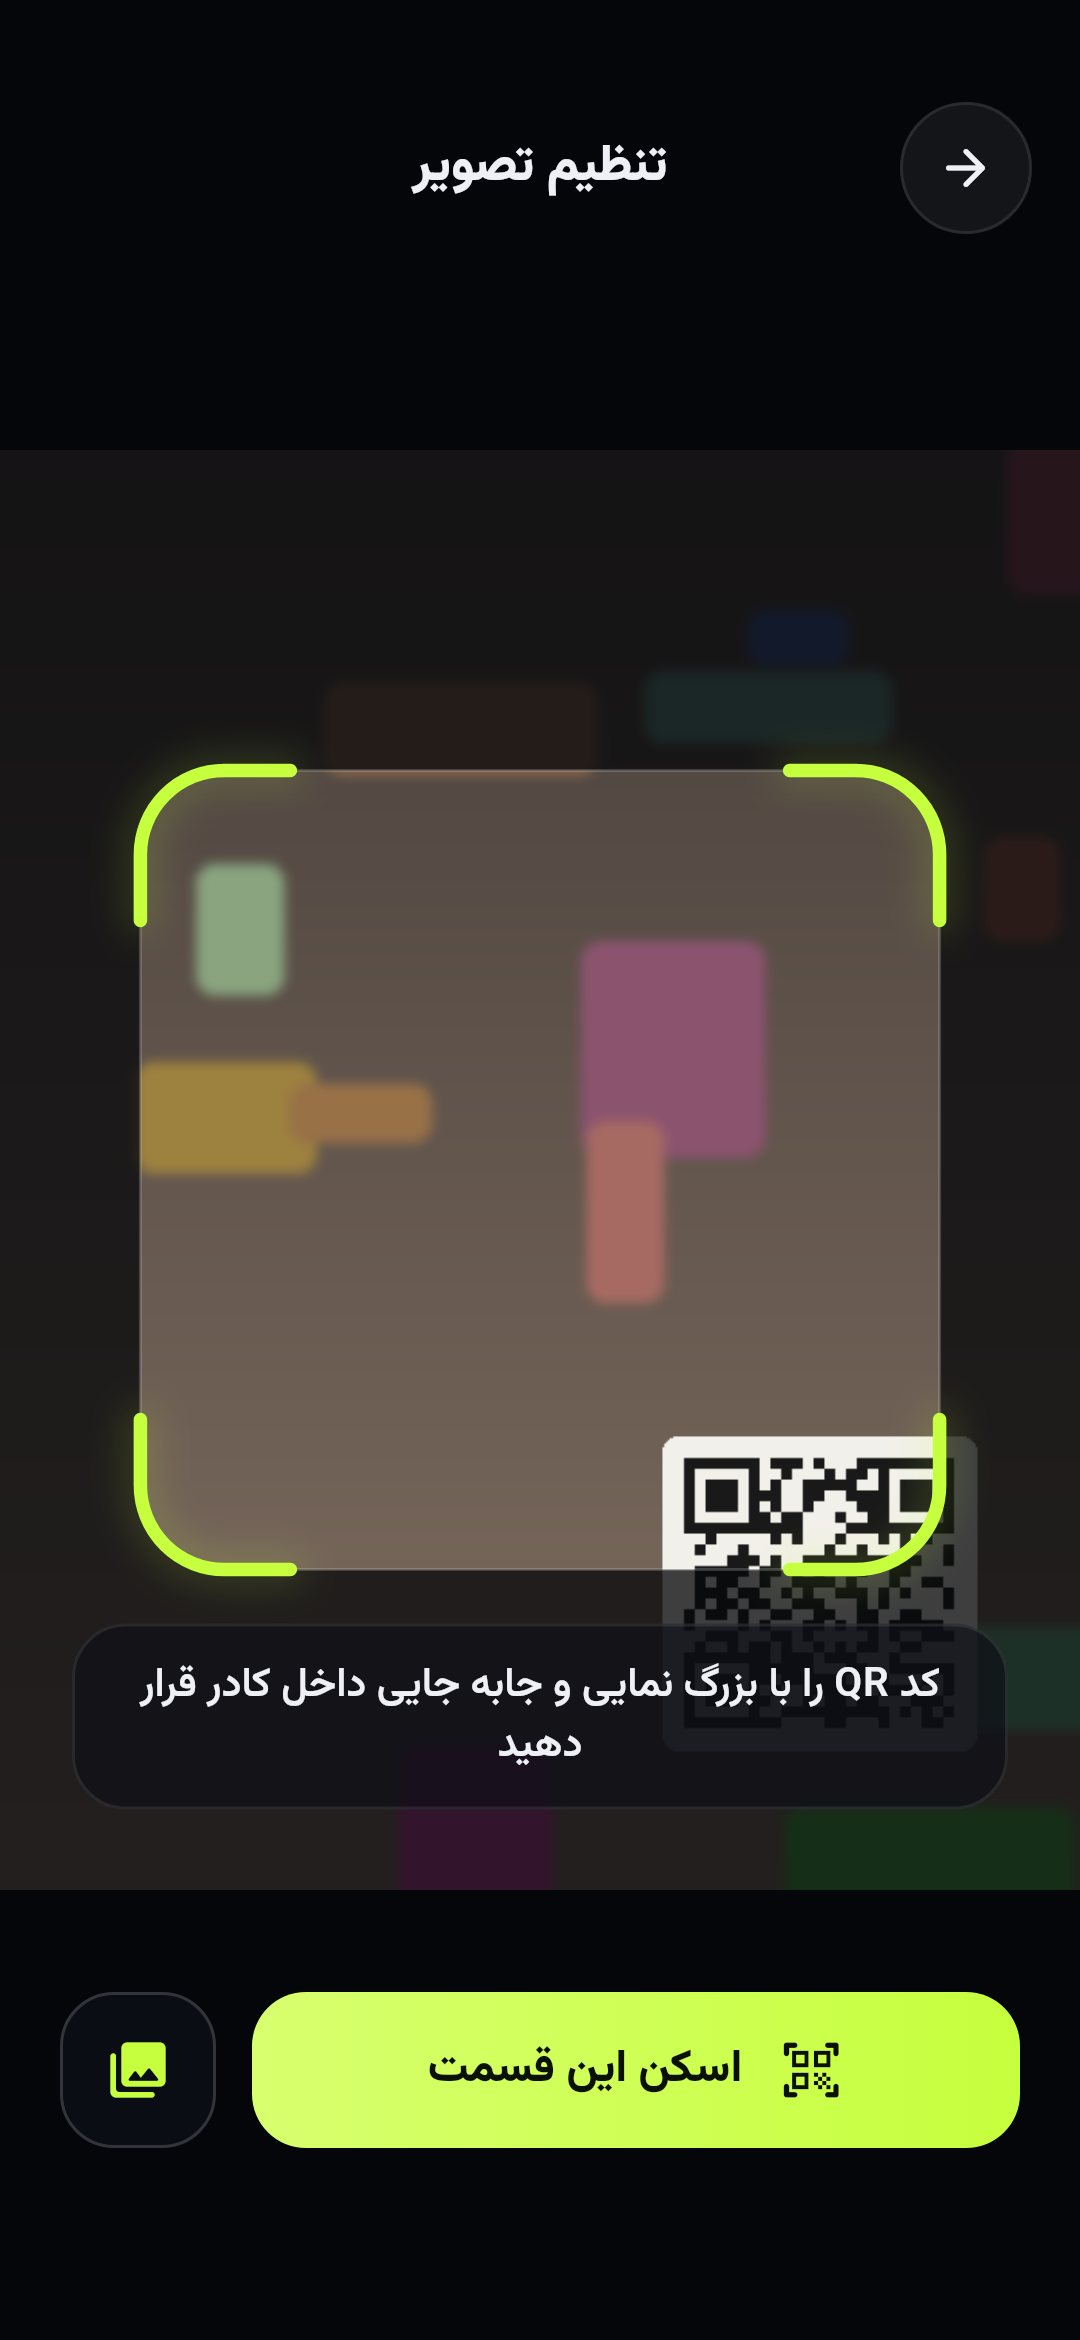 تنظیم تصویر
کد QR را با بزرگ نمایی و جابه جایی داخل کادر قرار
دهید
اسکن این قسمت